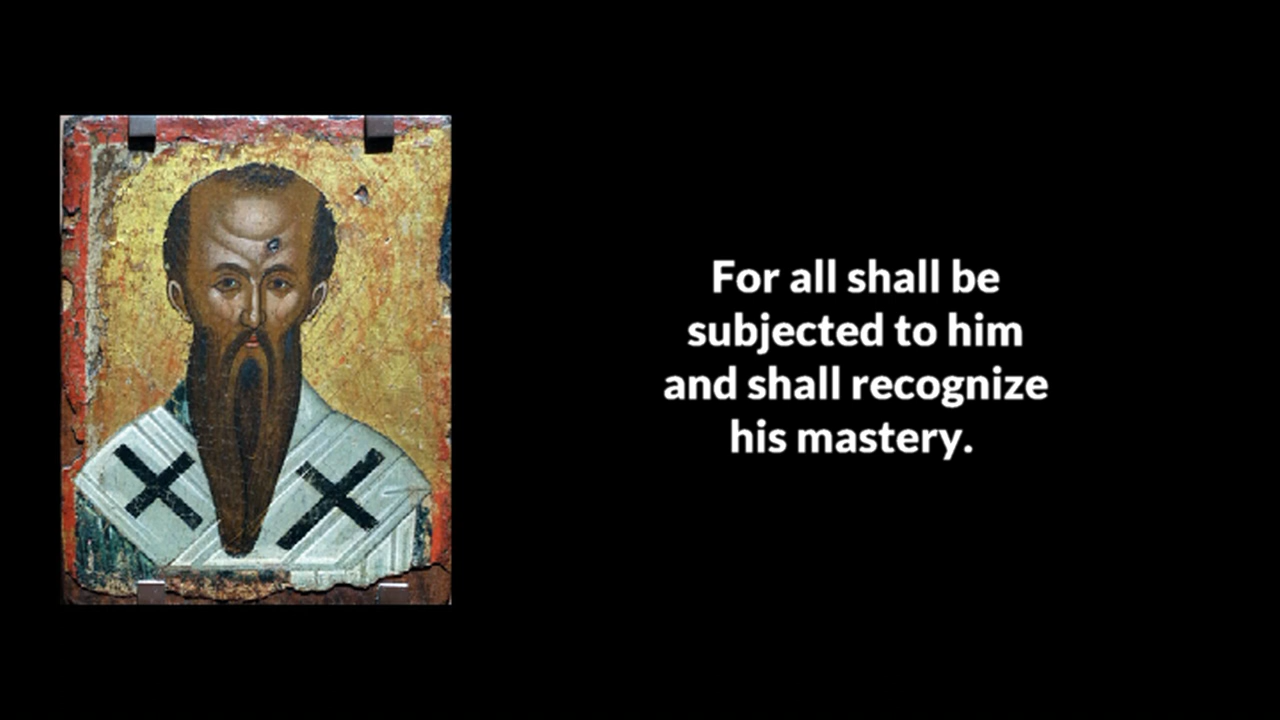 For all shall be
subjected to him
and shall recognize
his mastery.